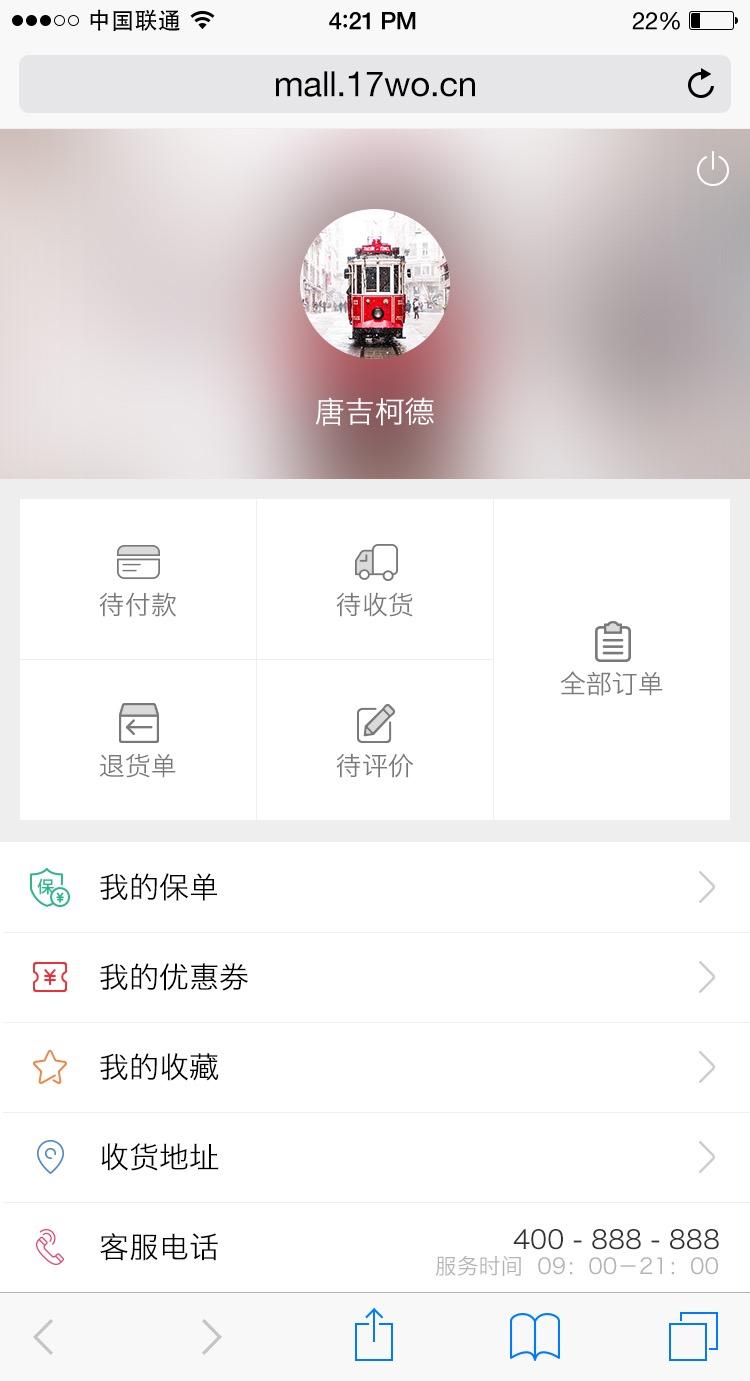 中国联通 4:21 PM 22%
mall.17wo.cn
唐吉柯德
待付款 待收货
全部订单
退货单 待评价
保 ¥ 我的保单
¥ 我的优惠券
我的收藏
收货地址
客服电话 400 - 888 - 888
服务时间 09：00－21：00